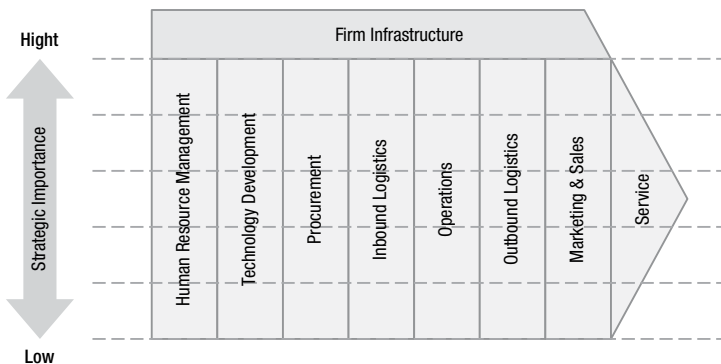 Hight
Firm Infrastructure
Strategic Importance
Human Resource Management
Technology Development
Procurement
Inbound Logistics
Operations
Outbound Logistics
Marketing & Sales
Service
Low